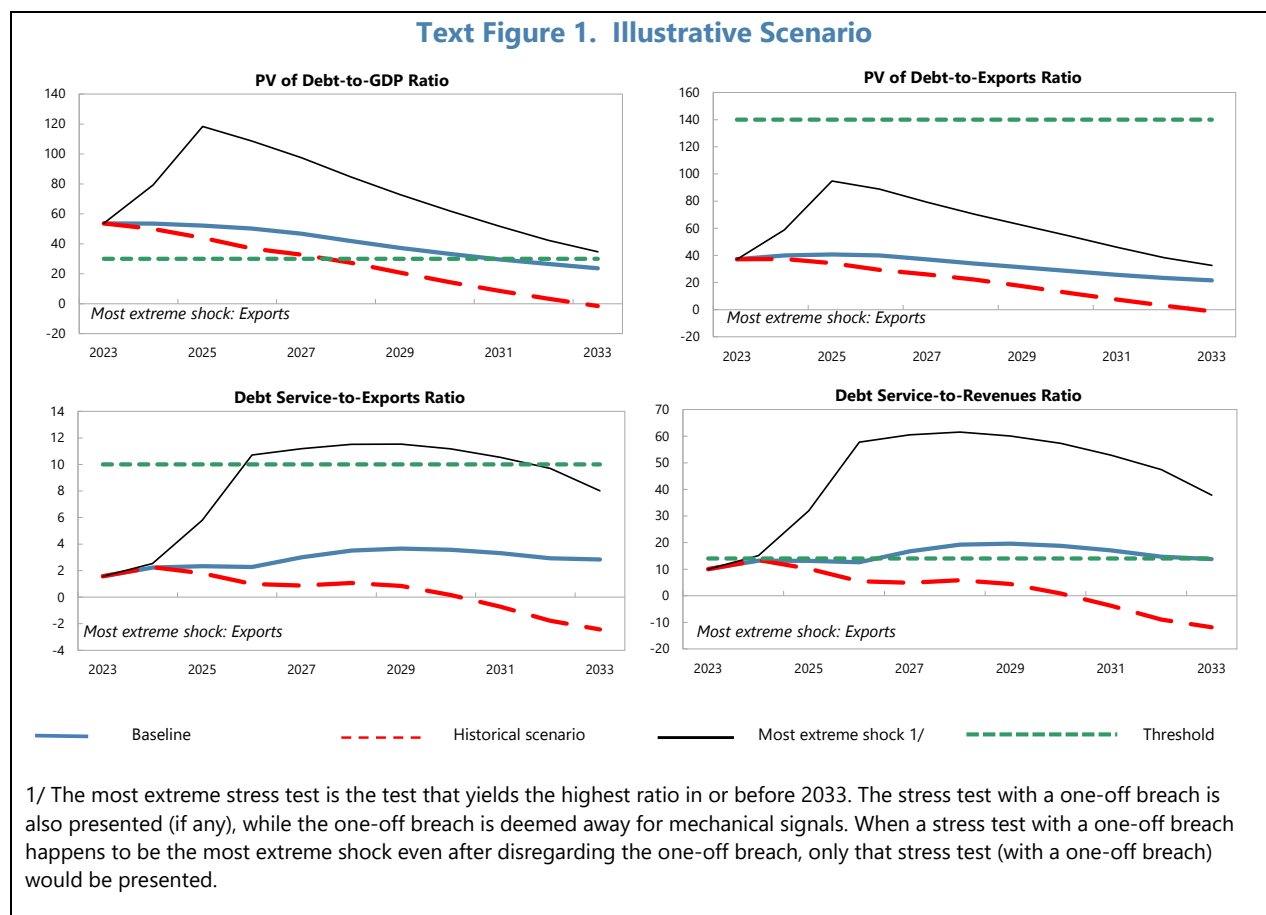 Text Figure 1.  Illustrative Scenario
PV of Debt-to-GDP Ratio
140
120
100
80
60
40
20
0
-20
Most extreme shock: Exports
2023 2025 2027 2029 2031 2033
PV of Debt-to-Exports Ratio
160
140
120
100
80
60
40
20
0
-20
Most extreme shock: Exports
2023 2025 2027 2029 2031 2033
Debt Service-to-Exports Ratio
14
12
10
8
6
4
2
0
-2
-4
Most extreme shock: Exports
2023 2025 2027 2029 2031 2033
Debt Service-to-Revenues Ratio
70
60
50
40
30
20
10
0
-10
-20
Most extreme shock: Exports
2023 2025 2027 2029 2031 2033
Baseline Historical scenario Most extreme shock 1/ Threshold
1/ The most extreme stress test is the test that yields the highest ratio in or before 2033. The stress test with a one-off breach is
also presented (if any), while the one-off breach is deemed away for mechanical signals. When a stress test with a one-off breach
happens to be the most extreme shock even after disregarding the one-off breach, only that stress test (with a one-off breach)
would be presented.